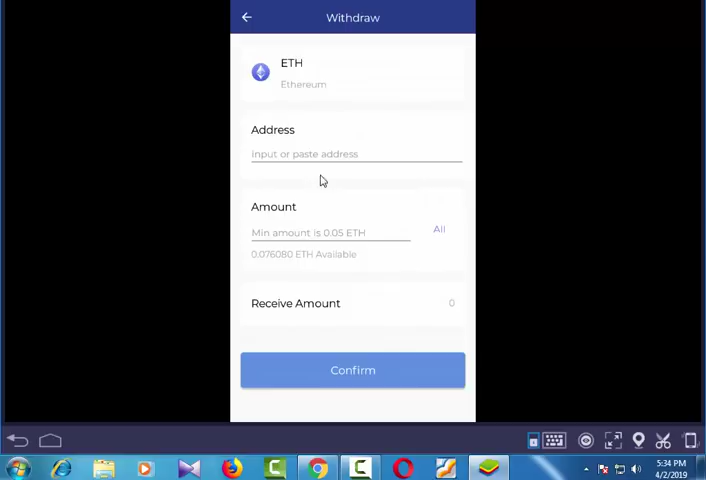 Withdraw
ETH
Ethereum
Address
Input or paste address
Amount
Min amount is 0.05 ETH
All
0.076080 ETH Available
Receive Amount
0
Confirm
5:34 PM
4/2/2019